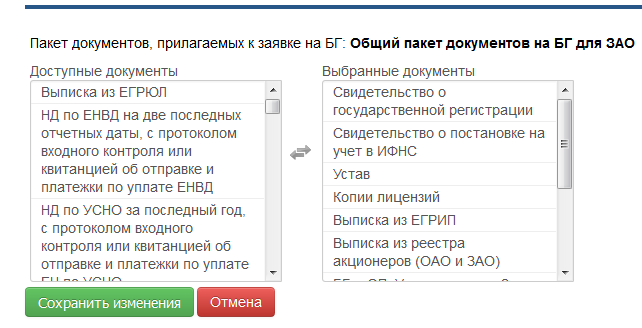 Пакет документов, прилагаемых к заявке на БГ: Общий пакет документов на БГ для ЗАО
Доступные документы
Выписка из ЕГРЮЛ
НД по ЕНВД на две последных
отчетных даты, с протоколом
входного контроля или
квитанцией об отправке и
платежки по уплате ЕНВД
НД по УСНО за последный год,
с протоколом входного
контроля или квитанцией об
отправке и платежки по уплате
Выбранные документы
Свидетельство о
государственной регистрации
Свидетельство о постановке на
учет в ИФНС
Устав
Копии лицензий
Выписка из ЕГРИП
Выписка из реестра
акционеров (ОАО и ЗАО)
Сохранить изменения
Отмена